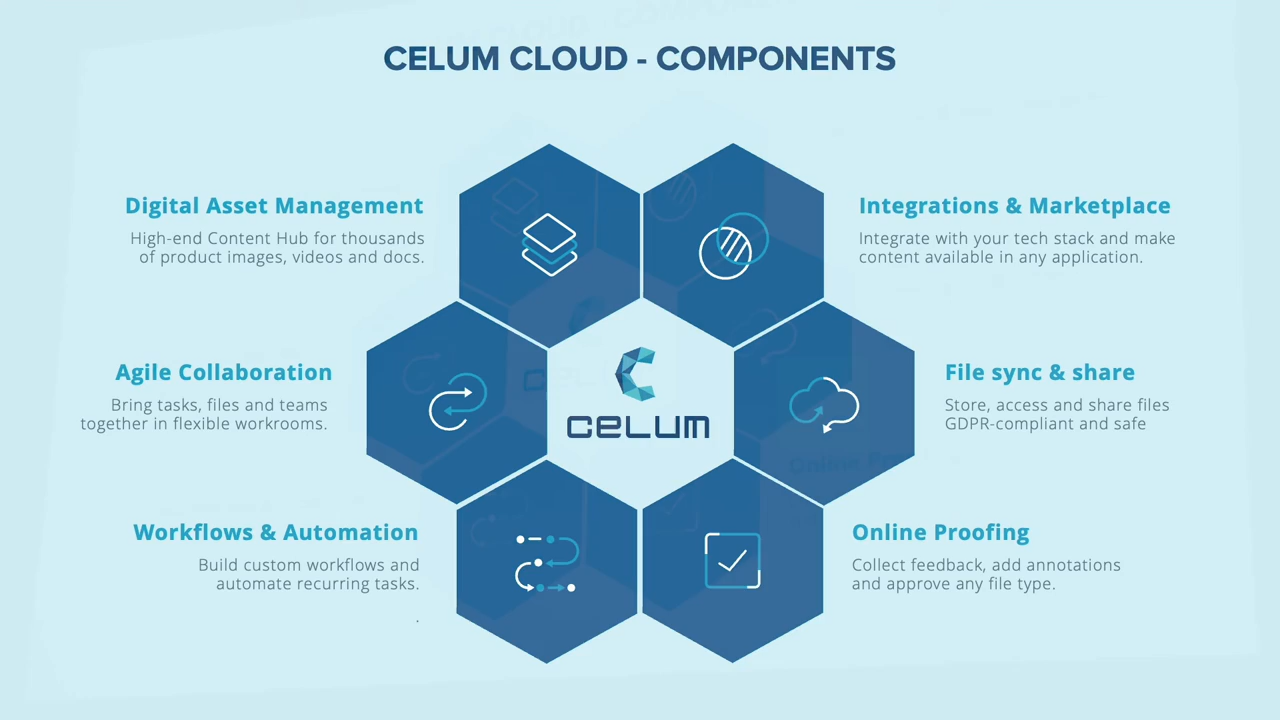 CELUM CLOUD - COMPONENTS
Digital Asset Management
High-end Content Hub for thousands
of product images, videos and docs.
Integrations & Marketplace
Integrate with your tech stack and make
content available in any application.
Agile Collaboration
Bring tasks, files and teams
together in flexible workrooms.
CELUM
File sync & share
Store, access and share files
GDPR-compliant and safe
Workflows & Automation
Build custom workflows and
automate recurring tasks.
.
Online Proofing
Collect feedback, add annotations
and approve any file type.